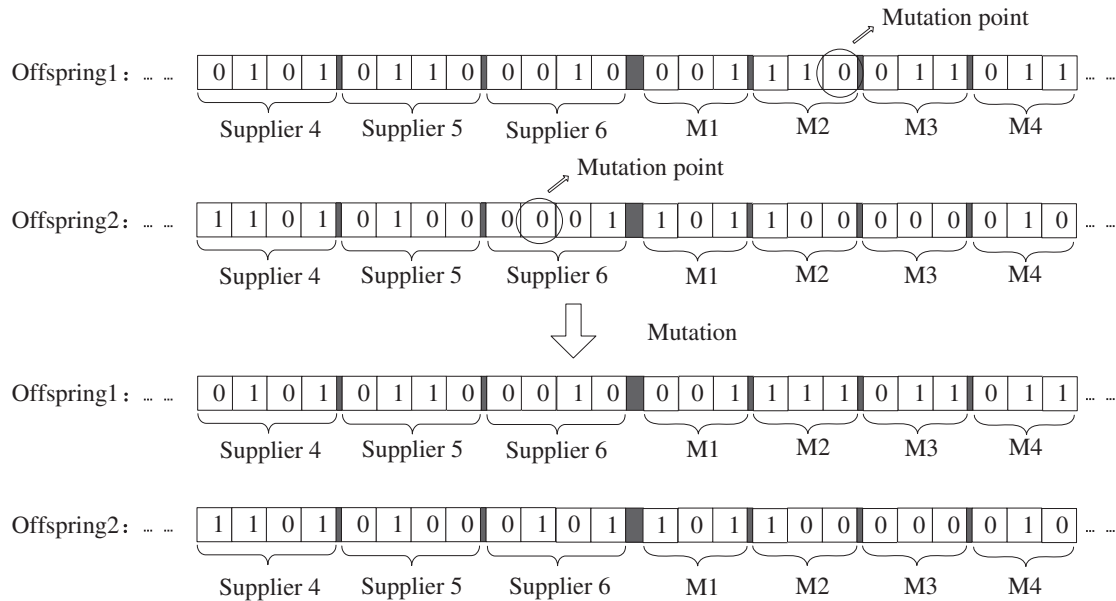 Mutation point
Offspring1: ... ... 0 1 0 1 0 1 1 0 0 0 1 0 0 0 1 1 1 0 0 1 1 0 1 1 ... ...
Supplier 4 Supplier 5 Supplier 6 M1 M2 M3 M4
Mutation point
Offspring2: ... ... 1 1 0 1 0 1 0 0 0 0 0 1 1 0 1 1 0 0 0 0 0 0 1 0 ... ...
Supplier 4 Supplier 5 Supplier 6 M1 M2 M3 M4
Mutation
Offspring1: ... ... 0 1 0 1 0 1 1 0 0 0 1 0 0 0 1 1 1 1 0 1 1 0 1 1 ... ...
Supplier 4 Supplier 5 Supplier 6 M1 M2 M3 M4
Offspring2: ... ... 1 1 0 1 0 1 0 0 0 1 0 1 1 0 1 1 0 0 0 0 0 0 1 0 ... ...
Supplier 4 Supplier 5 Supplier 6 M1 M2 M3 M4